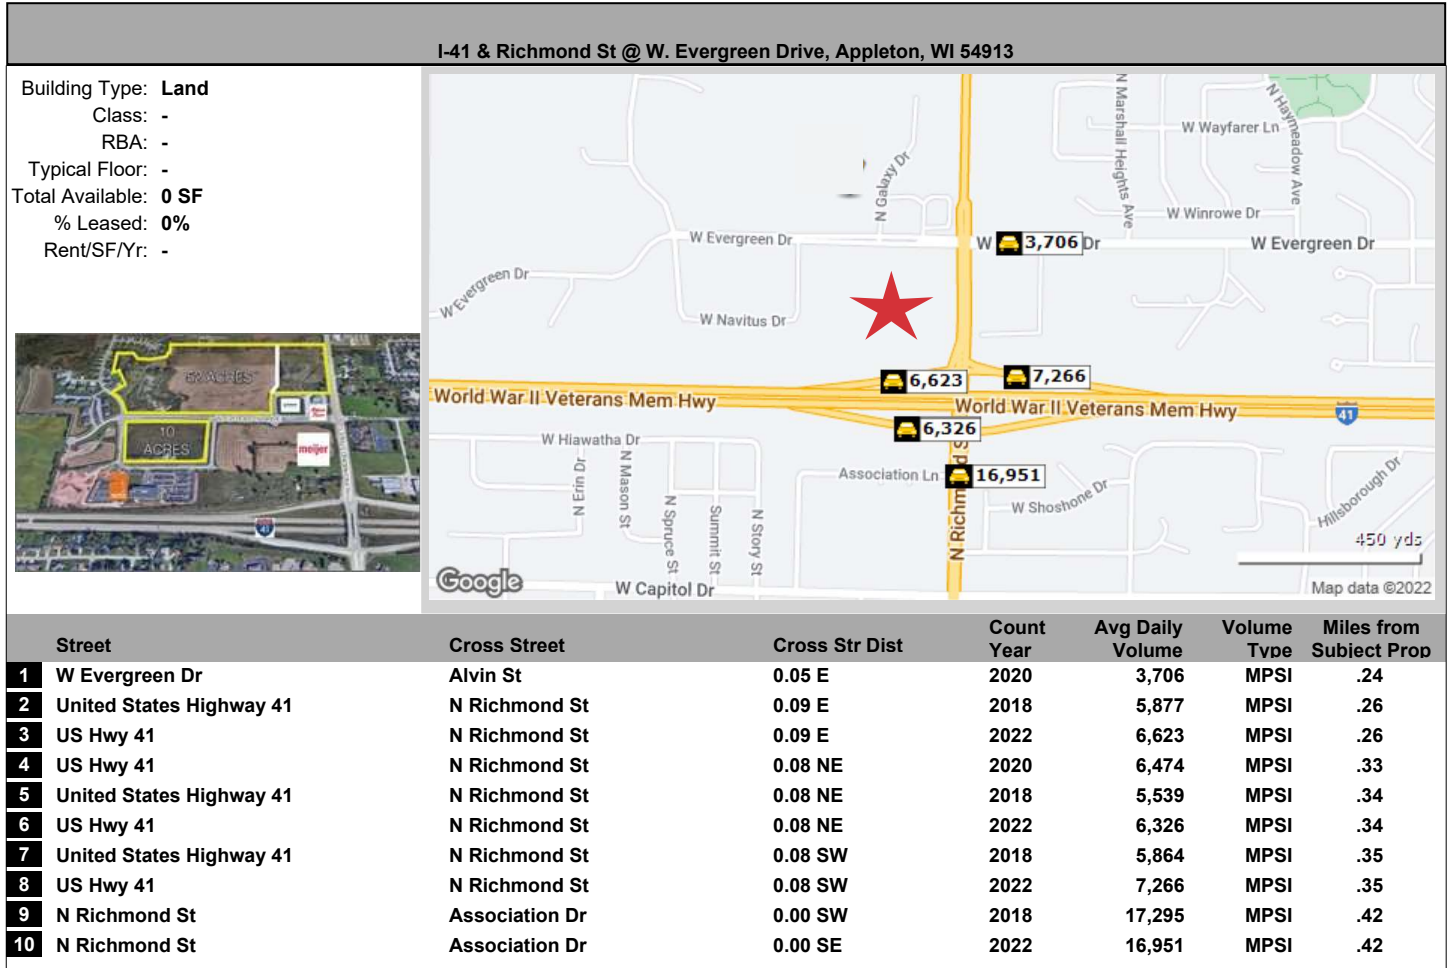 I-41 & Richmond St @ W. Evergreen Drive, Appleton, WI 54913
Building Type: Land
Class: -
RBA: -
Typical Floor: -
Total Available: 0 SF
% Leased: 0%
Rent/SF/Yr: -
52 ACRES
10
ACRES
meijer
41
N Marshall Heights Ave
N Haymeadow Ave
W Wayfarer Ln
N Galaxy Dr
W Winrowe Dr
W Evergreen Dr
W 3,706 Dr
W Evergreen Dr
W Evergreen Dr
W Navitus Dr
6,623
7,266
World War II Veterans Mem Hwy
World War II Veterans Mem Hwy
41
6,326
W Hiawatha Dr
N Erin Dr
N Mason St
N Spruce St
Summit St
N Story St
Association Ln
16,951
N Richmond S
W Shoshone Dr
Hillsborough Dr
450 yds
Google
W Capitol Dr
Map data ©2022
Street Cross Street Cross Str Dist Count Year Avg Daily Volume Volume Type Miles from Subject Prop
1 W Evergreen Dr Alvin St 0.05 E 2020 3,706 MPSI .24
2 United States Highway 41 N Richmond St 0.09 E 2018 5,877 MPSI .26
3 US Hwy 41 N Richmond St 0.09 E 2022 6,623 MPSI .26
4 US Hwy 41 N Richmond St 0.08 NE 2020 6,474 MPSI .33
5 United States Highway 41 N Richmond St 0.08 NE 2018 5,539 MPSI .34
6 US Hwy 41 N Richmond St 0.08 NE 2022 6,326 MPSI .34
7 United States Highway 41 N Richmond St 0.08 SW 2018 5,864 MPSI .35
8 US Hwy 41 N Richmond St 0.08 SW 2022 7,266 MPSI .35
9 N Richmond St Association Dr 0.00 SW 2018 17,295 MPSI .42
10 N Richmond St Association Dr 0.00 SE 2022 16,951 MPSI .42